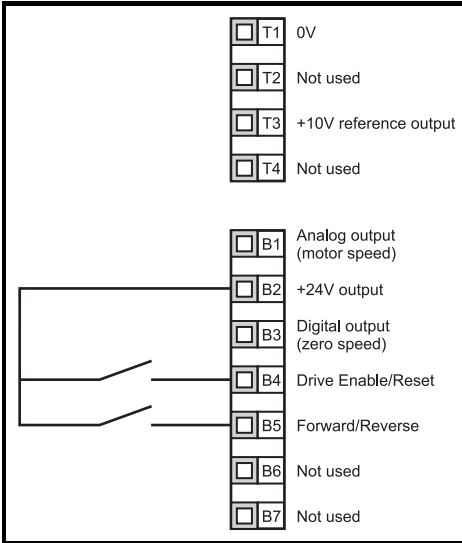 T1 0V
T2 Not used
T3 +10V reference output
T4 Not used
B1 Analog output
(motor speed)
B2 +24V output
B3 Digital output
(zero speed)
B4 Drive Enable/Reset
B5 Forward/Reverse
B6 Not used
B7 Not used